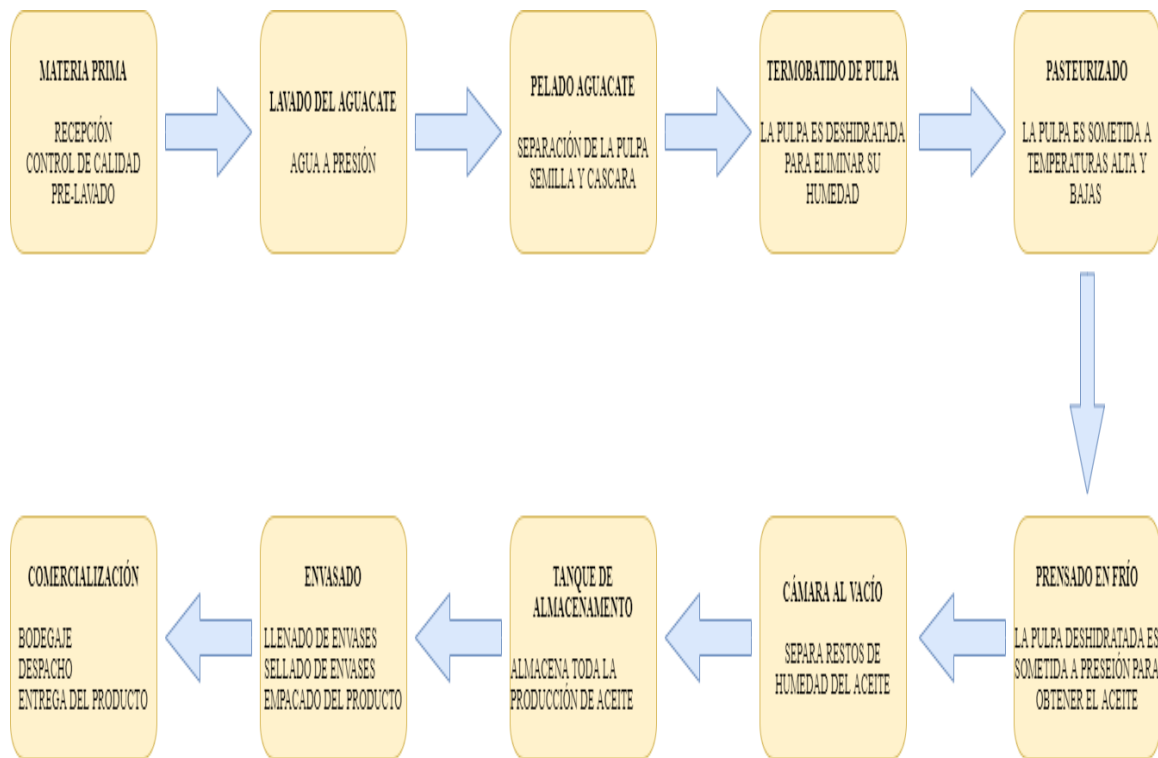 MATERIA PRIMA
RECEPCIÓN
CONTROL DE CALIDAD
PRE-LAVADO
LAVADO DEL AGUACATE
AGUA A PRESIÓN
PELADO AGUACATE
SEPARACIÓN DE LA PULPA
SEMILLA Y CASCARA
TERMOBATIDO DE PULPA
LA PULPA ES DESHIDRATADA
PARA ELIMINAR SU
HUMEDAD
PASTEURIZADO
LA PULPA ES SOMETIDA A
TEMPERATURAS ALTA Y
BAJAS
PRENSADO EN FRÍO
LA PULPA DESHIDRATADA ES
SOMETIDA A PRESEIÓN PARA
OBTENER EL ACEITE
CÁMARA AL VACÍO
SEPARA RESTOS DE
HUMEDAD DEL ACEITE
TANQUE DE
ALMACENAMENTO
ALMACENA TODA LA
PRODUCCIÓN DE ACEITE
ENVASADO
LLENADO DE ENVASES
SELLADO DE ENVASES
EMPACADO DEL PRODUCTO
COMERCIALIZACIÓN
BODEGAJE
DESPACHO
ENTREGA DEL PRODUCTO